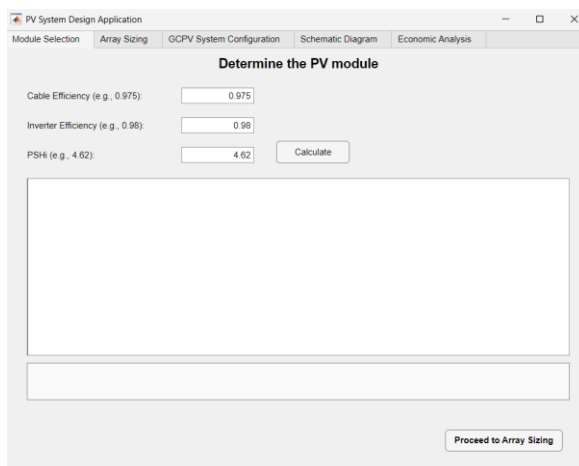 PV System Design Application
Module Selection Array Sizing GCPV System Configuration Schematic Diagram Economic Analysis
Determine the PV module
Cable Efficiency (e.g., 0.975): 0.975
Inverter Efficiency (e.g., 0.98): 0.98
PSHi (e.g., 4.62): 4.62 Calculate
Proceed to Array Sizing